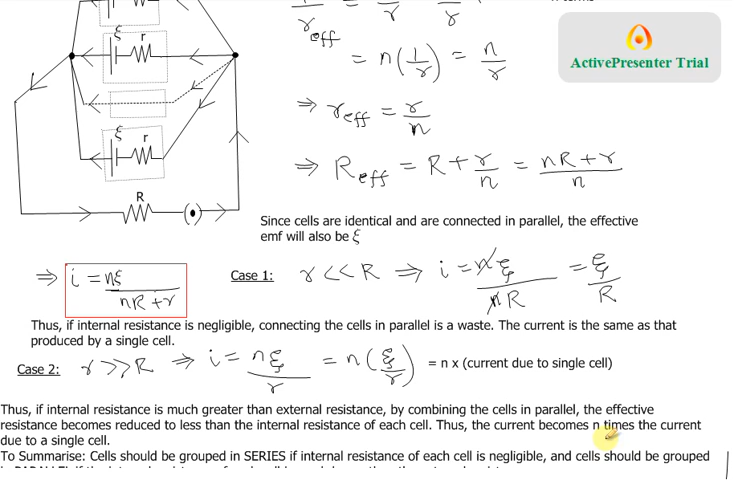 r
ξ r
1/r_eff
r r
= n(1/r) = n/r
ActivePresenter Trial
⇒ r_eff = r/n
ξ r
⇒ R_eff = R + r/n = nR+r/n
R
Since cells are identical and are connected in parallel, the effective
emf will also be ξ
⇒ i = nξ/nR+r
Case 1: r << R ⇒ i = nξ/nR = ξ/R
Thus, if internal resistance is negligible, connecting the cells in parallel is a waste. The current is the same as that
produced by a single cell.
Case 2: r >> R ⇒ i = nξ/r = n(ξ/r) = n x (current due to single cell)
Thus, if internal resistance is much greater than external resistance, by combining the cells in parallel, the effective
resistance becomes reduced to less than the internal resistance of each cell. Thus, the current becomes n times the current
due to a single cell.
To Summarise: Cells should be grouped in SERIES if internal resistance of each cell is negligible, and cells should be grouped